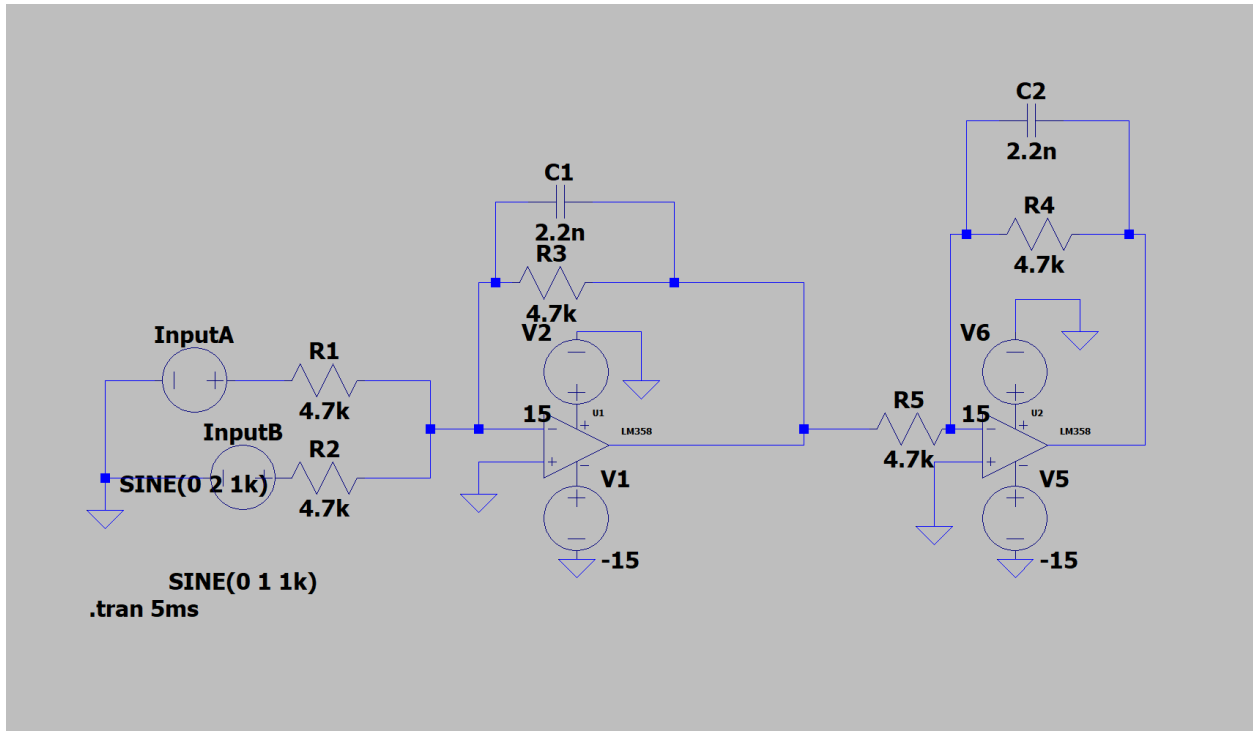 C2
2.2n
C1
R4
2.2n
R3
4.7k
4.7k
InputA
V2
V6
R1
R5
15
U1
15
U2
4.7k
LM358
LM358
InputB
R2
4.7k
SINE(0 2 1k)
V1
V5
4.7k
-15
-15
SINE(0 1 1k)
.tran 5ms